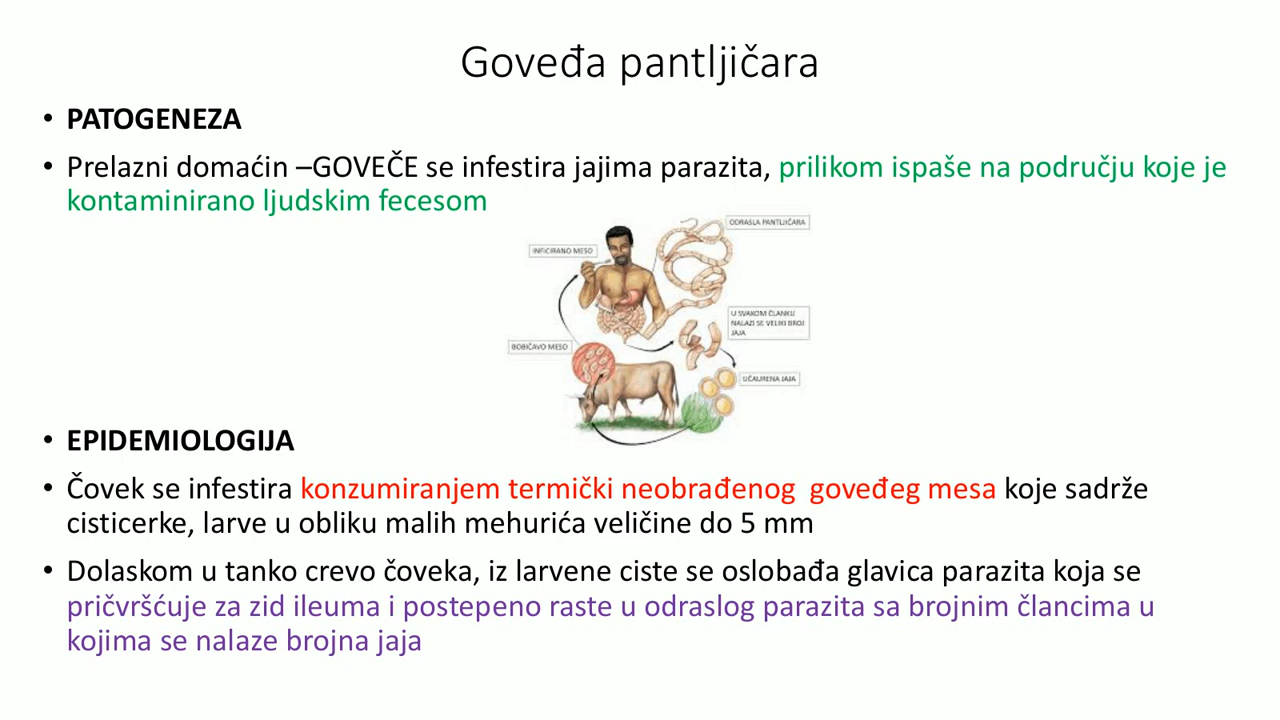 Goveđa pantljičara
• PATOGENEZA
• Prelazni domaćin –GOVEČE se infestira jajima parazita, prilikom ispaše na području koje je
kontaminirano ljudskim fecesom
ODRASLA PANTLJIČARA
INFICIRANO MESO
U SVAKOM ČLANKU
NALAZI SE VELIKI BROJ
JAJA
BOBIČAVO MESO
UČAURENA JAJA
• EPIDEMIOLOGIJA
• Čovek se infestira konzumiranjem termički neobrađenog  goveđeg mesa koje sadrže
cisticerke, larve u obliku malih mehurića veličine do 5 mm
• Dolaskom u tanko crevo čoveka, iz larvene ciste se oslobađa glavica parazita koja se
pričvršćuje za zid ileuma i postepeno raste u odraslog parazita sa brojnim člancima u
kojima se nalaze brojna jaja